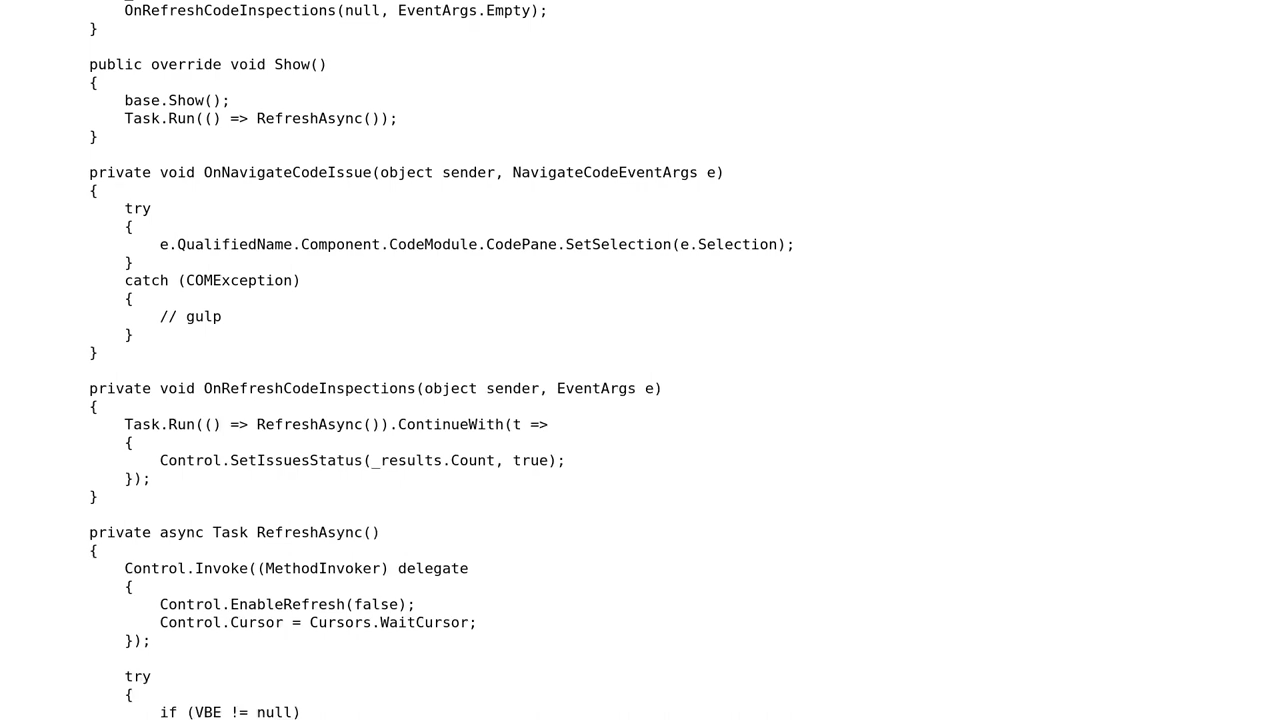 OnRefreshCodeInspections(null, EventArgs.Empty);
}
public override void Show()
{
base.Show();
Task.Run(() => RefreshAsync());
}
private void OnNavigateCodeIssue(object sender, NavigateCodeEventArgs e)
{
try
{
e.QualifiedName.Component.CodeModule.CodePane.SetSelection(e.Selection);
}
catch (COMException)
{
// gulp
}
}
private void OnRefreshCodeInspections(object sender, EventArgs e)
{
Task.Run(() => RefreshAsync()).ContinueWith(t =>
{
Control.SetIssuesStatus(_results.Count, true);
});
}
private async Task RefreshAsync()
{
Control.Invoke((MethodInvoker) delegate
{
Control.EnableRefresh(false);
Control.Cursor = Cursors.WaitCursor;
});
try
{
if (VBE != null)